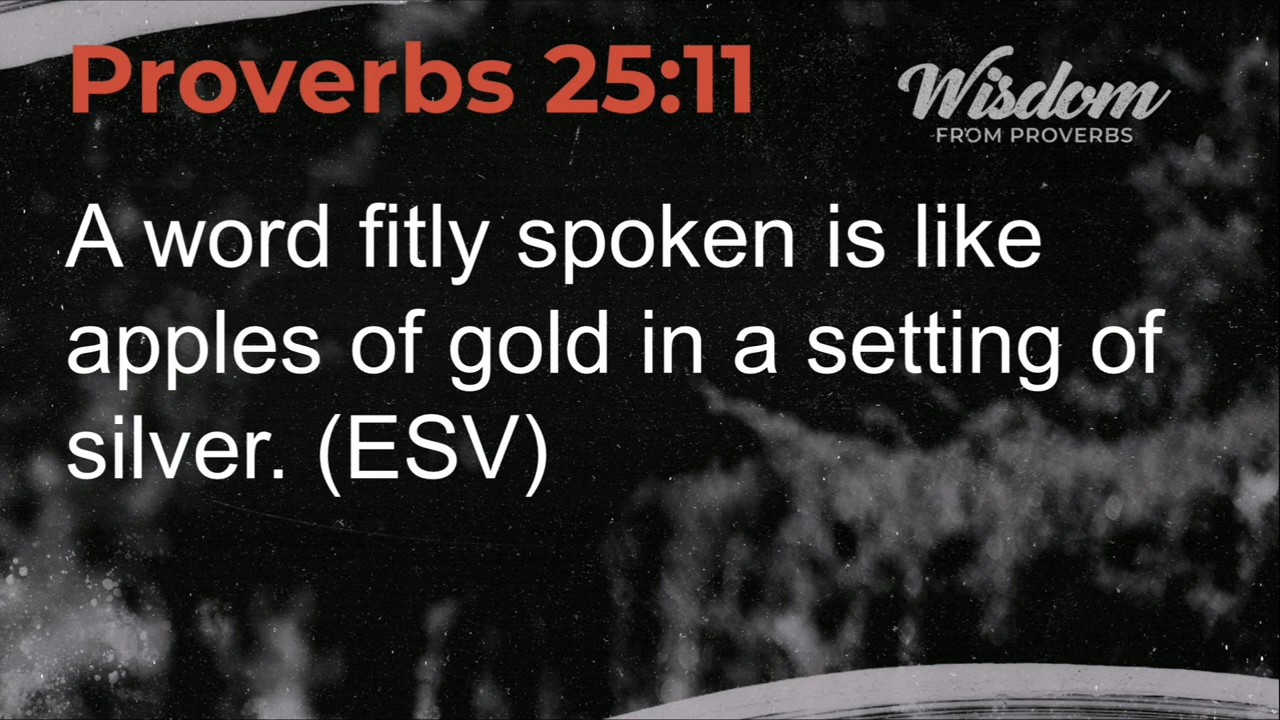 Proverbs 25:11
Wisdom
FROM PROVERBS
A word fitly spoken is like
apples of gold in a setting of
silver. (ESV)